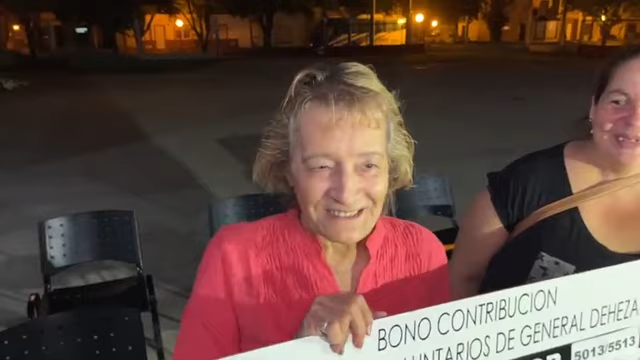 BONO CONTRIBUCION
UNTARIOS DE GENERAL DEHEZA
5013/5513